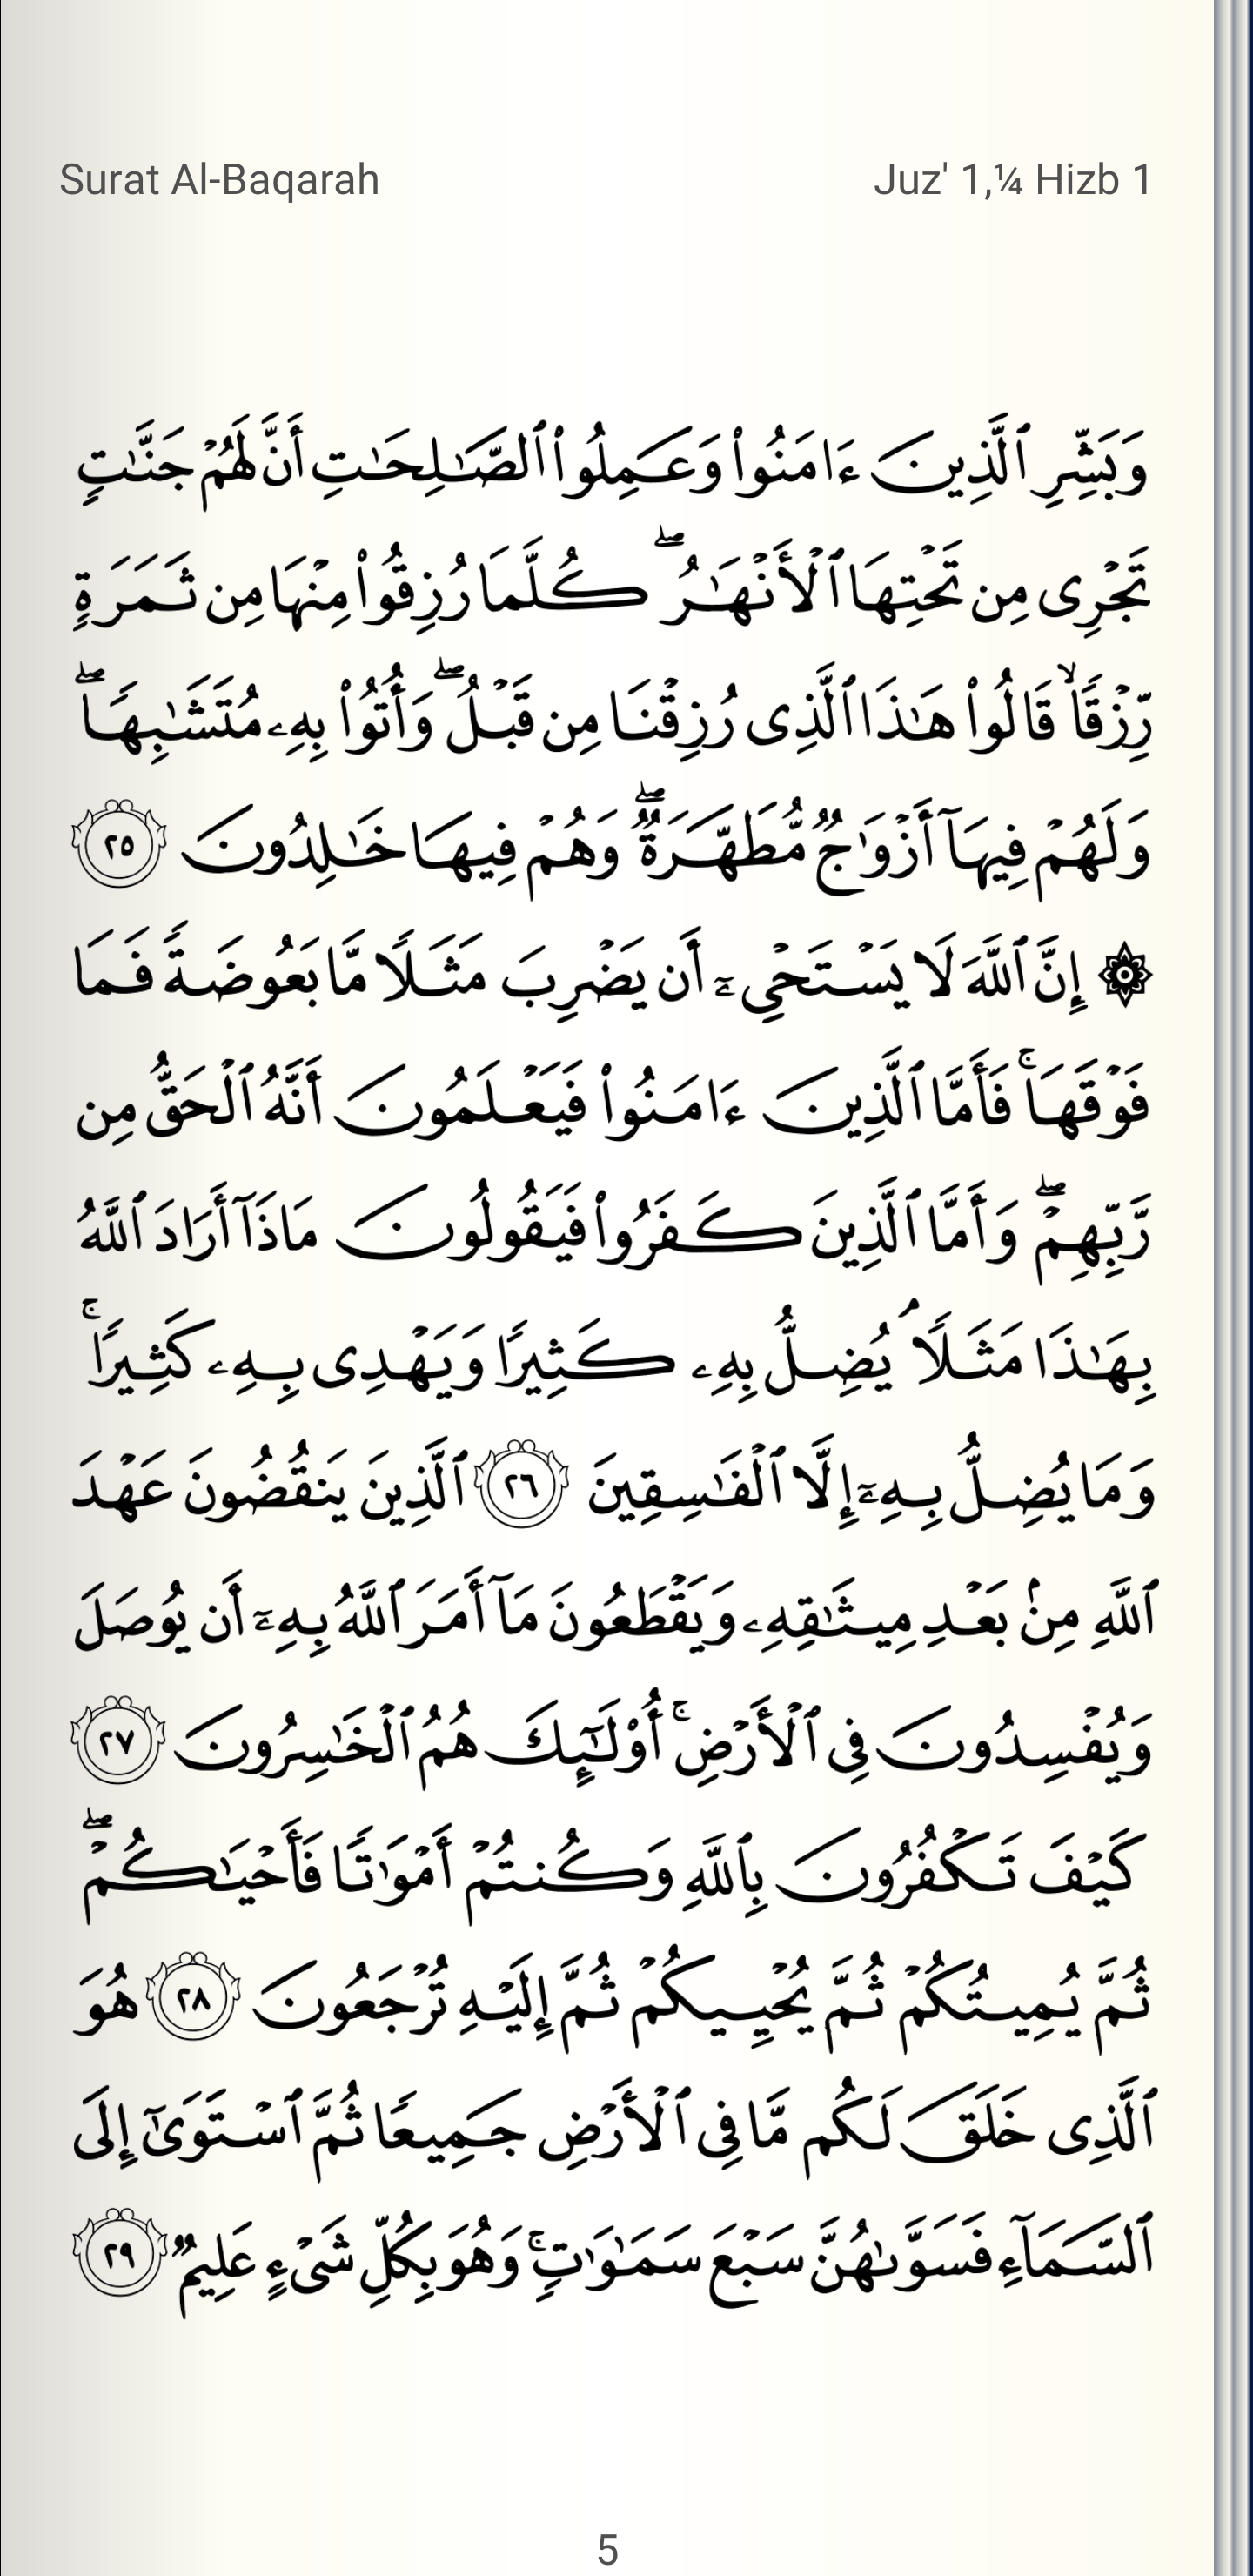 Surat Al-Baqarah
Juz' 1,¼ Hizb 1
وَبَشِّرِ ٱلَّذِينَ ءَامَنُوا۟ وَعَمِلُوا۟ ٱلصَّـٰلِحَـٰتِ أَنَّ لَهُمْ جَنَّـٰتٍ
تَجْرِى مِن تَحْتِهَا ٱلْأَنْهَـٰرُ ۖ كُلَّمَا رُزِقُوا۟ مِنْهَا مِن ثَمَرَةٍ
رِّزْقًا ۙ قَالُوا۟ هَـٰذَا ٱلَّذِى رُزِقْنَا مِن قَبْلُ ۖ وَأُتُوا۟ بِهِۦ مُتَشَـٰبِهًا ۖ
وَلَهُمْ فِيهَآ أَزْوَٰجٌ مُّطَهَّرَةٌ ۖ وَهُمْ فِيهَا خَـٰلِدُونَ ٢٥
۞ إِنَّ ٱللَّهَ لَا يَسْتَحْىِۦٓ أَن يَضْرِبَ مَثَلًا مَّا بَعُوضَةً فَمَا
فَوْقَهَا ۚ فَأَمَّا ٱلَّذِينَ ءَامَنُوا۟ فَيَعْلَمُونَ أَنَّهُ ٱلْحَقُّ مِن
رَّبِّهِمْ ۖ وَأَمَّا ٱلَّذِينَ كَفَرُوا۟ فَيَقُولُونَ مَاذَآ أَرَادَ ٱللَّهُ
بِهَـٰذَا مَثَلًا ۘ يُضِلُّ بِهِۦ كَثِيرًا وَيَهْدِى بِهِۦ كَثِيرًا ۚ
وَمَا يُضِلُّ بِهِۦٓ إِلَّا ٱلْفَـٰسِقِينَ ٢٦ ٱلَّذِينَ يَنقُضُونَ عَهْدَ
ٱللَّهِ مِنۢ بَعْدِ مِيثَـٰقِهِۦ وَيَقْطَعُونَ مَآ أَمَرَ ٱللَّهُ بِهِۦٓ أَن يُوصَلَ
وَيُفْسِدُونَ فِى ٱلْأَرْضِ ۚ أُو۟لَـٰٓئِكَ هُمُ ٱلْخَـٰسِرُونَ ٢٧
كَيْفَ تَكْفُرُونَ بِٱللَّهِ وَكُنتُمْ أَمْوَٰتًا فَأَحْيَـٰكُمْ ۖ
ثُمَّ يُمِيتُكُمْ ثُمَّ يُحْيِيكُمْ ثُمَّ إِلَيْهِ تُرْجَعُونَ ٢٨ هُوَ
ٱلَّذِى خَلَقَ لَكُم مَّا فِى ٱلْأَرْضِ جَمِيعًا ثُمَّ ٱسْتَوَىٰٓ إِلَى
ٱلسَّمَآءِ فَسَوَّىٰهُنَّ سَبْعَ سَمَـٰوَٰتٍ ۚ وَهُوَ بِكُلِّ شَىْءٍ عَلِيمٌ ٢٩
5